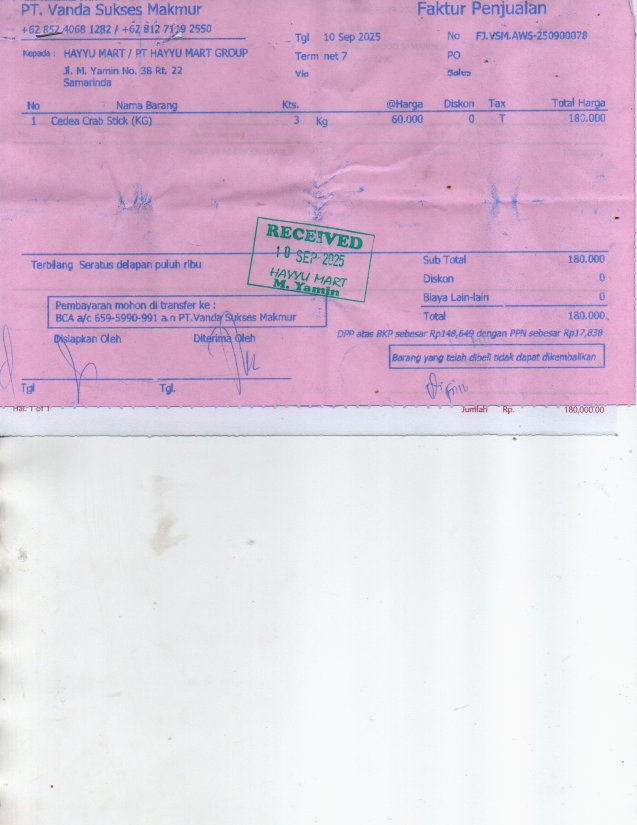 PT. Vanda Sukses Makmur
Faktur Penjualan
+62 852 4068 1282 / +62 812 7119 2550
Tgl 10 Sep 2025
No FJ.VSM.AWS-250900078
Kepada : HAYYU MART / PT HAYYU MART GROUP
Term net 7
PO
Jl. M. Yamin No. 38 Rt. 22
Via
Sales
Samarinda
No Nama Barang Kts. @Harga Diskon Tax Total Harga
1 Cedea Crab Stick (KG) 3 Kg 60.000 0 T 180.000
RECEIVED
10 SEP 2025
HAYYU MART
M. Yamin
Terbilang Seratus delapan puluh ribu
Sub Total 180.000
Diskon 0
Biaya Lain-lain 0
Total 180.000
Pembayaran mohon di transfer ke :
BCA a/c 659-5990-991 a.n PT.Vanda Sukses Makmur
DPP atas BKP sebesar Rp148,649 dengan PPN sebesar Rp17,838
Disiapkan Oleh Diterima Oleh
Barang yang telah dibeli tidak dapat dikembalikan
Tgl Tgl.
Hal. 1 of 1
Jumlah Rp. 180,000.00